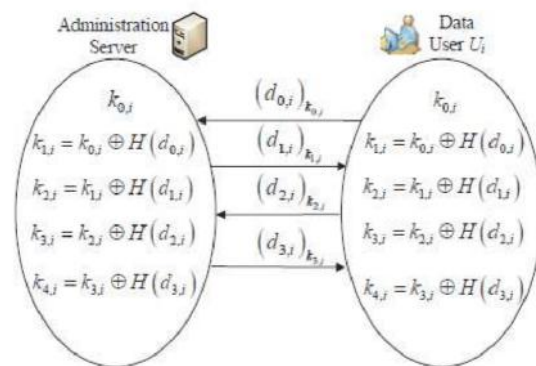 Administration
Server
Data
User U_i
k_{0,i}
k_{1,i} = k_{0,i} ⊕ H(d_{0,i})
k_{2,i} = k_{1,i} ⊕ H(d_{1,i})
k_{3,i} = k_{2,i} ⊕ H(d_{2,i})
k_{4,i} = k_{3,i} ⊕ H(d_{3,i})
(d_{0,i})_{k_{0,i}}
(d_{1,i})_{k_{1,i}}
(d_{2,i})_{k_{2,i}}
(d_{3,i})_{k_{3,i}}
k_{0,i}
k_{1,i} = k_{0,i} ⊕ H(d_{0,i})
k_{2,i} = k_{1,i} ⊕ H(d_{1,i})
k_{3,i} = k_{2,i} ⊕ H(d_{2,i})
k_{4,i} = k_{3,i} ⊕ H(d_{3,i})